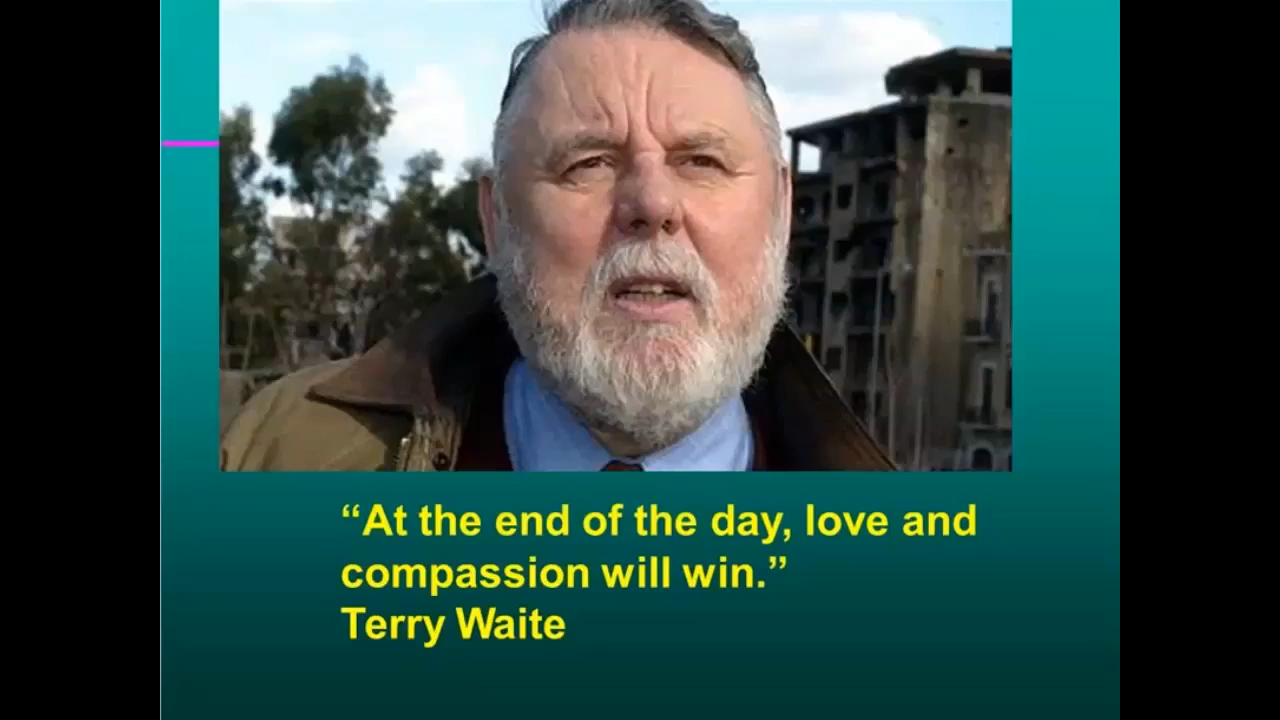 “At the end of the day, love and
compassion will win.”
Terry Waite